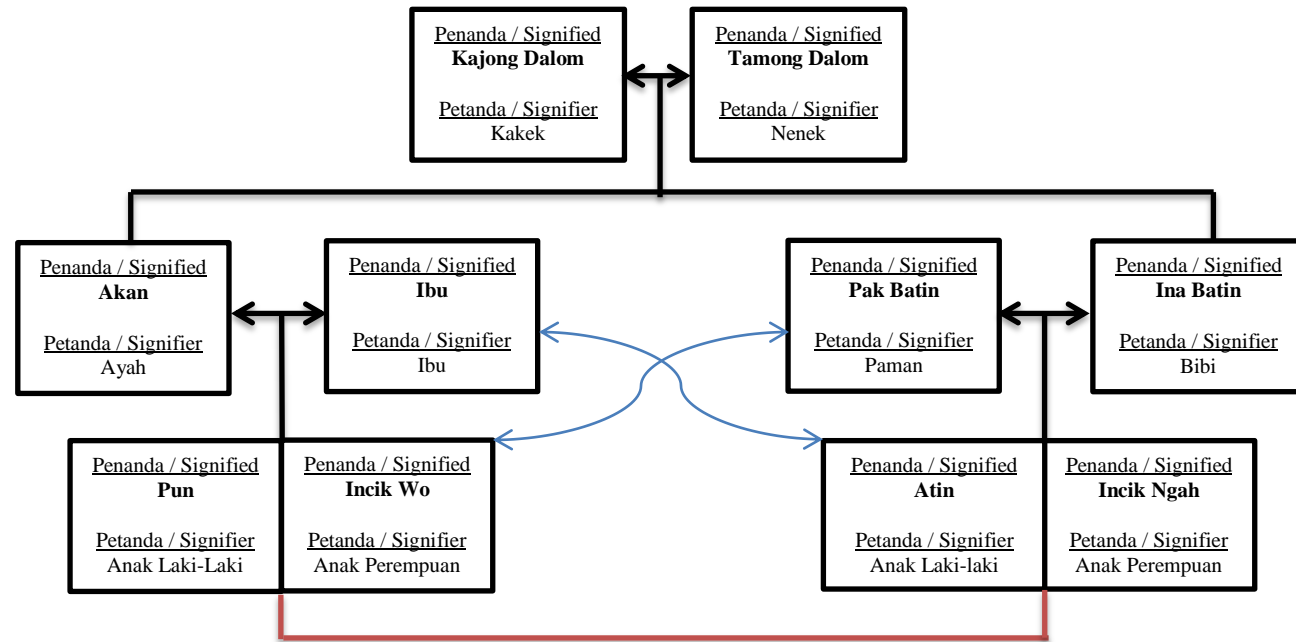 Penanda / Signified
Kajong Dalom
Petanda / Signifier
Kakek
Penanda / Signified
Tamong Dalom
Petanda / Signifier
Nenek
Penanda / Signified
Akan
Petanda / Signifier
Ayah
Penanda / Signified
Ibu
Petanda / Signifier
Ibu
Penanda / Signified
Pak Batin
Petanda / Signifier
Paman
Penanda / Signified
Ina Batin
Petanda / Signifier
Bibi
Penanda / Signified
Pun
Petanda / Signifier
Anak Laki-Laki
Penanda / Signified
Incik Wo
Petanda / Signifier
Anak Perempuan
Penanda / Signified
Atin
Petanda / Signifier
Anak Laki-laki
Penanda / Signified
Incik Ngah
Petanda / Signifier
Anak Perempuan